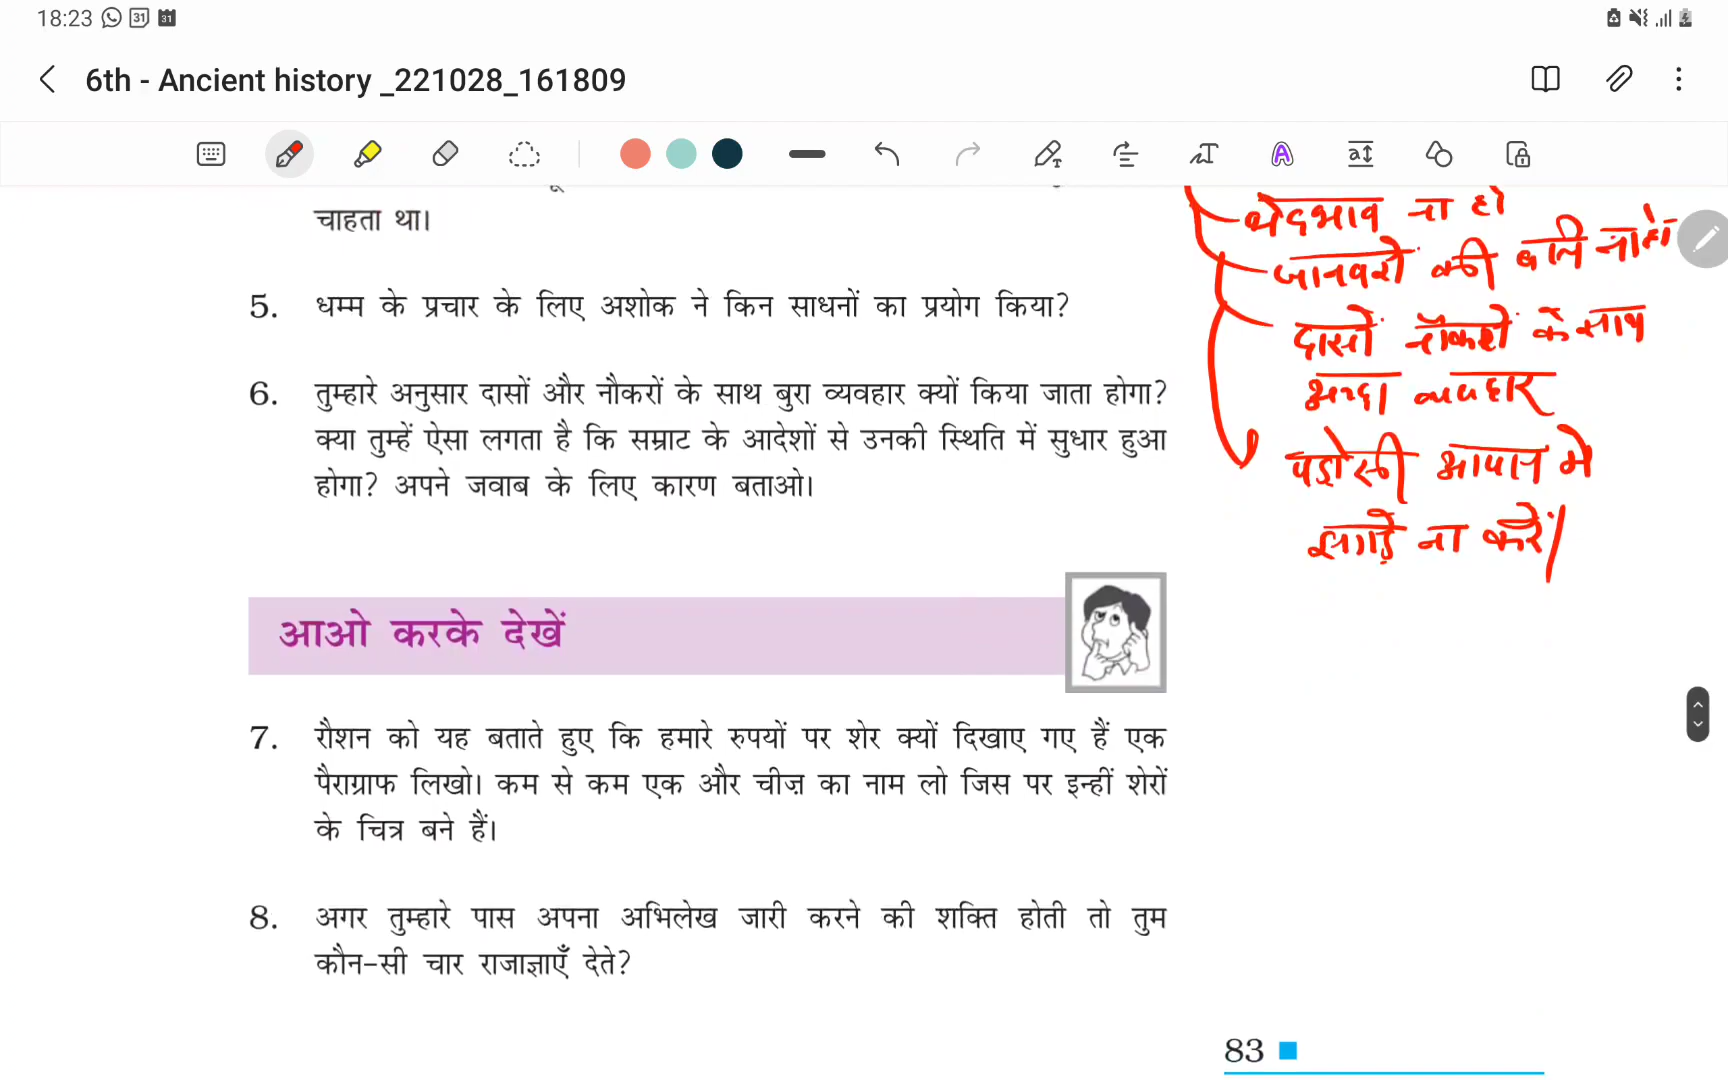 18:23 31 31
6th - Ancient history _221028_161809
चाहता था।
5. धम्म के प्रचार के लिए अशोक ने किन साधनों का प्रयोग किया?
6. तुम्हारे अनुसार दासों और नौकरों के साथ बुरा व्यवहार क्यों किया जाता होगा?
क्या तुम्हें ऐसा लगता है कि सम्राट के आदेशों से उनकी स्थिति में सुधार हुआ
होगा? अपने जवाब के लिए कारण बताओ।
आओ करके देखें
7. रौशन को यह बताते हुए कि हमारे रुपयों पर शेर क्यों दिखाए गए हैं एक
पैराग्राफ लिखो। कम से कम एक और चीज़ का नाम लो जिस पर इन्हीं शेरों
के चित्र बने हैं।
8. अगर तुम्हारे पास अपना अभिलेख जारी करने की शक्ति होती तो तुम
कौन-सी चार राजाज्ञाएँ देते?
भेदभाव ना हो
जानवरों की बलि ना हो
दासों नौकरों के साथ
अच्छा व्यवहार
पड़ोसी आपस में
झगड़े ना करें।
83